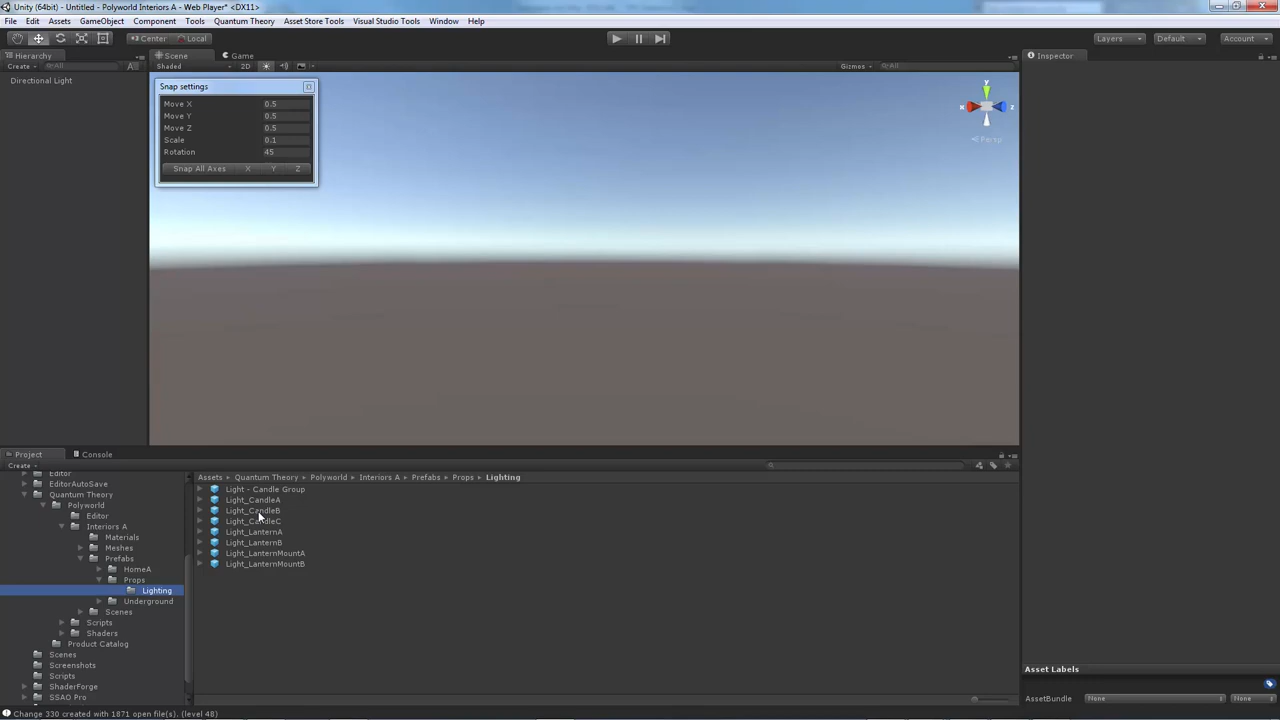 Unity (64bit) - Untitled - Polyworld Interiors A - Web Player* <DX11>
File Edit Assets GameObject Component Tools Quantum Theory Asset Store Tools Visual Studio Tools Window Help
Center Local Layers Default Account
Hierarchy Scene Game Inspector
Create All Shaded 2D Gizmos All
Directional Light
Snap settings
Move X 0.5
Move Y 0.5
Move Z 0.5
Scale 0.1
Rotation 45
Snap All Axes X Y Z
y
x z
Persp
Project Console
Create
Editor
EditorAutoSave
Quantum Theory
Polyworld
Editor
Interiors A
Materials
Meshes
Prefabs
HomeA
Props
Lighting
Underground
Scenes
Scripts
Shaders
Product Catalog
Scenes
Screenshots
Scripts
ShaderForge
SSAO Pro
Assets Quantum Theory Polyworld Interiors A Prefabs Props Lighting
Light - Candle Group
Light_CandleA
Light_CandleB
Light_CandleC
Light_LanternA
Light_LanternB
Light_LanternMountA
Light_LanternMountB
Asset Labels
AssetBundle None None
Change 330 created with 1871 open file(s). (level 48)